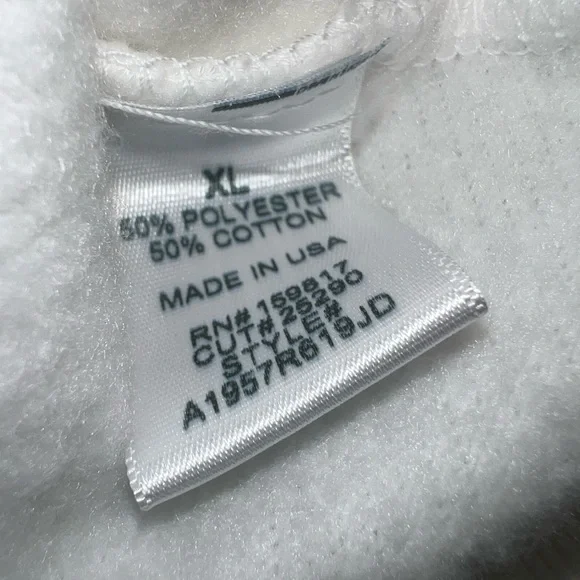 XL
50% POLYESTER
50% COTTON
MADE IN USA
RN# 159817
CUT# 25290
STYLE#
A1957R619JD